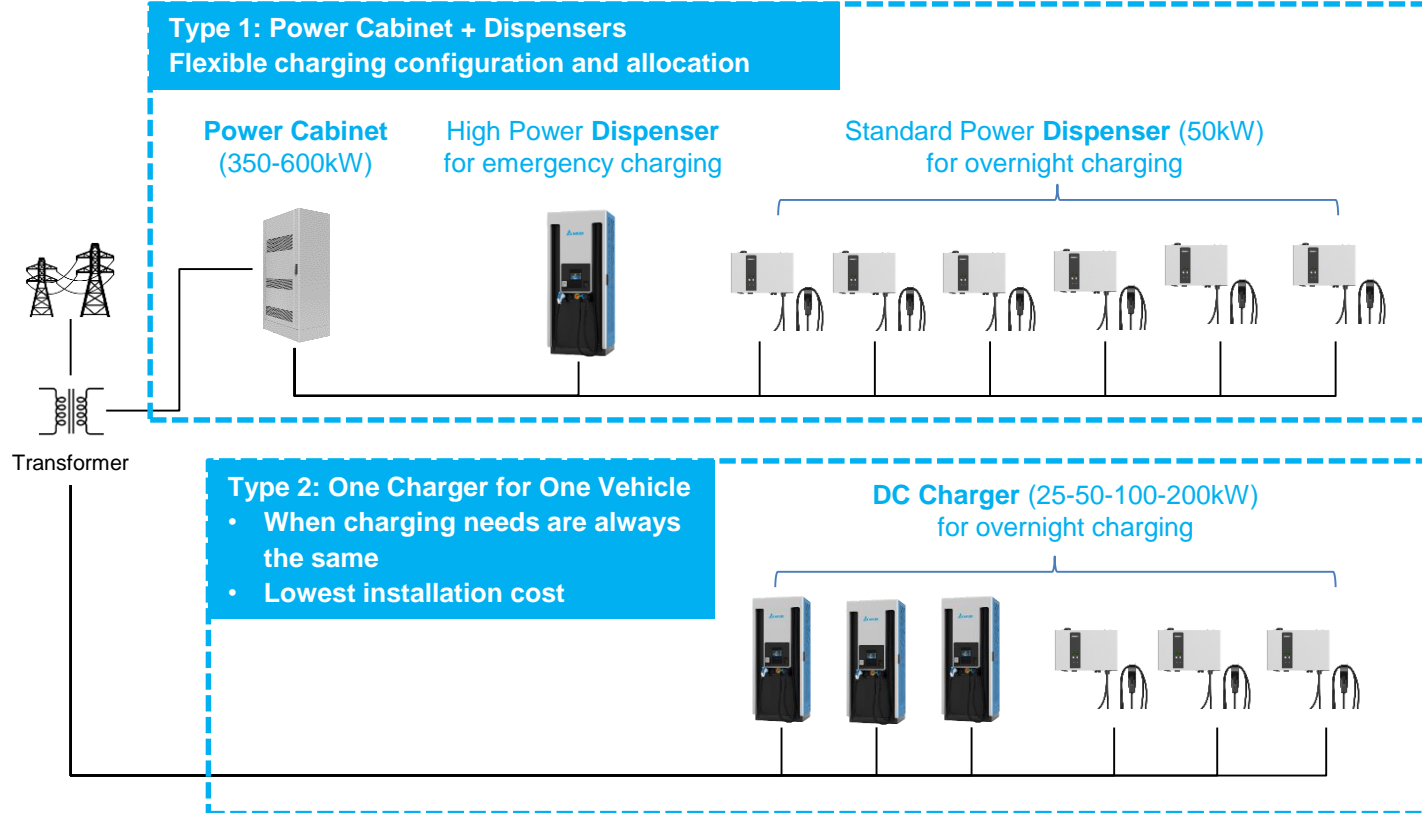 Type 1: Power Cabinet + Dispensers
Flexible charging configuration and allocation
Power Cabinet
(350-600kW)
High Power Dispenser
for emergency charging
Standard Power Dispenser (50kW)
for overnight charging
Transformer
Type 2: One Charger for One Vehicle
• When charging needs are always
the same
• Lowest installation cost
DC Charger (25-50-100-200kW)
for overnight charging